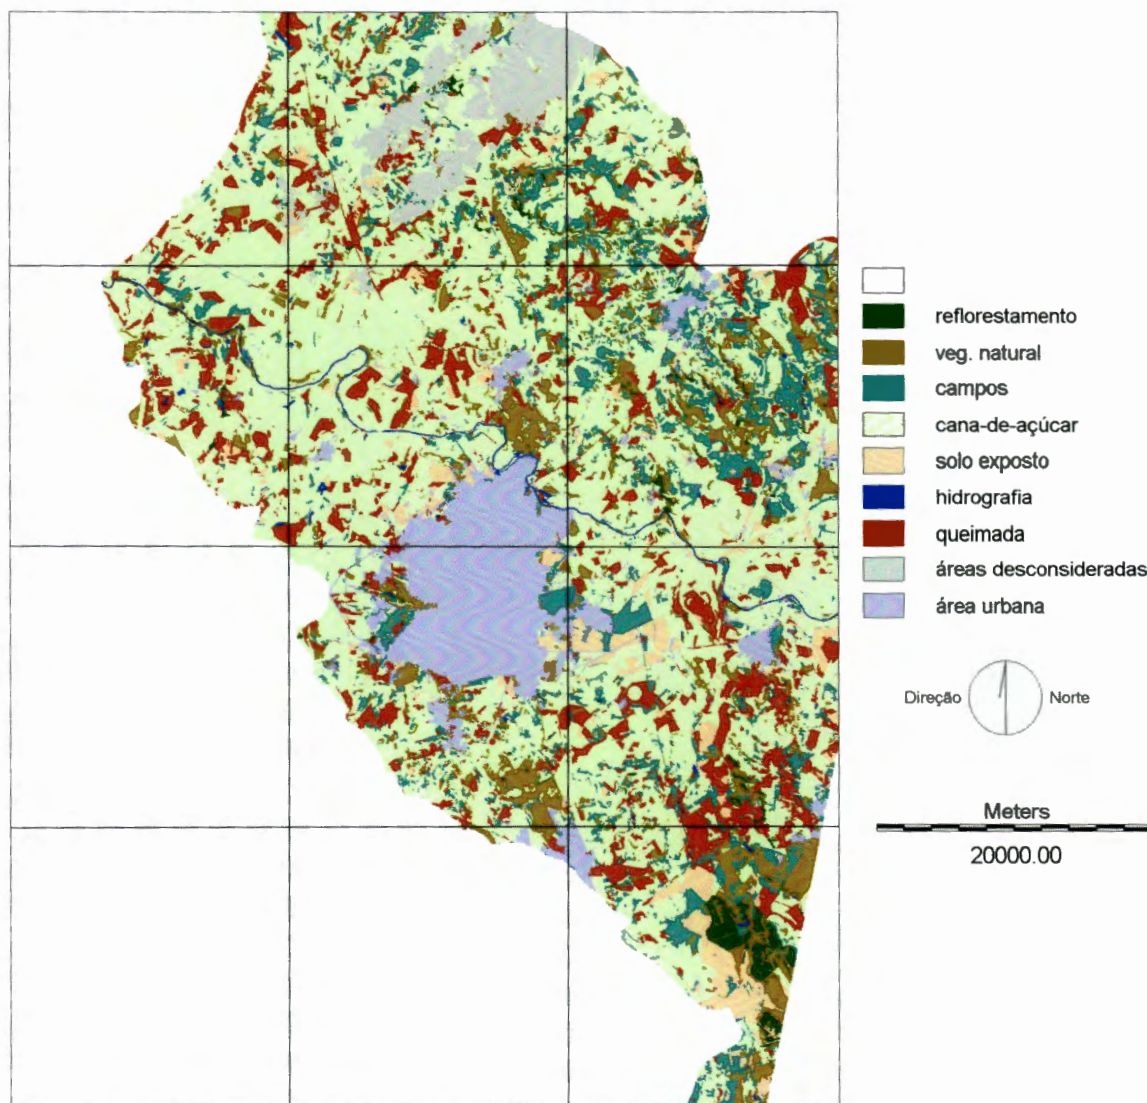 reflorestamento
veg. natural
campos
cana-de-açúcar
solo exposto
hidrografia
queimada
áreas desconsideradas
área urbana
Direção Norte
Meters
20000.00